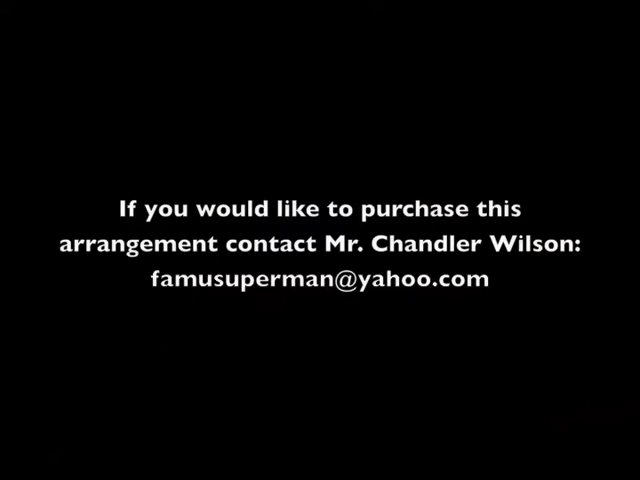 If you would like to purchase this
arrangement contact Mr. Chandler Wilson:
famusuperman@yahoo.com